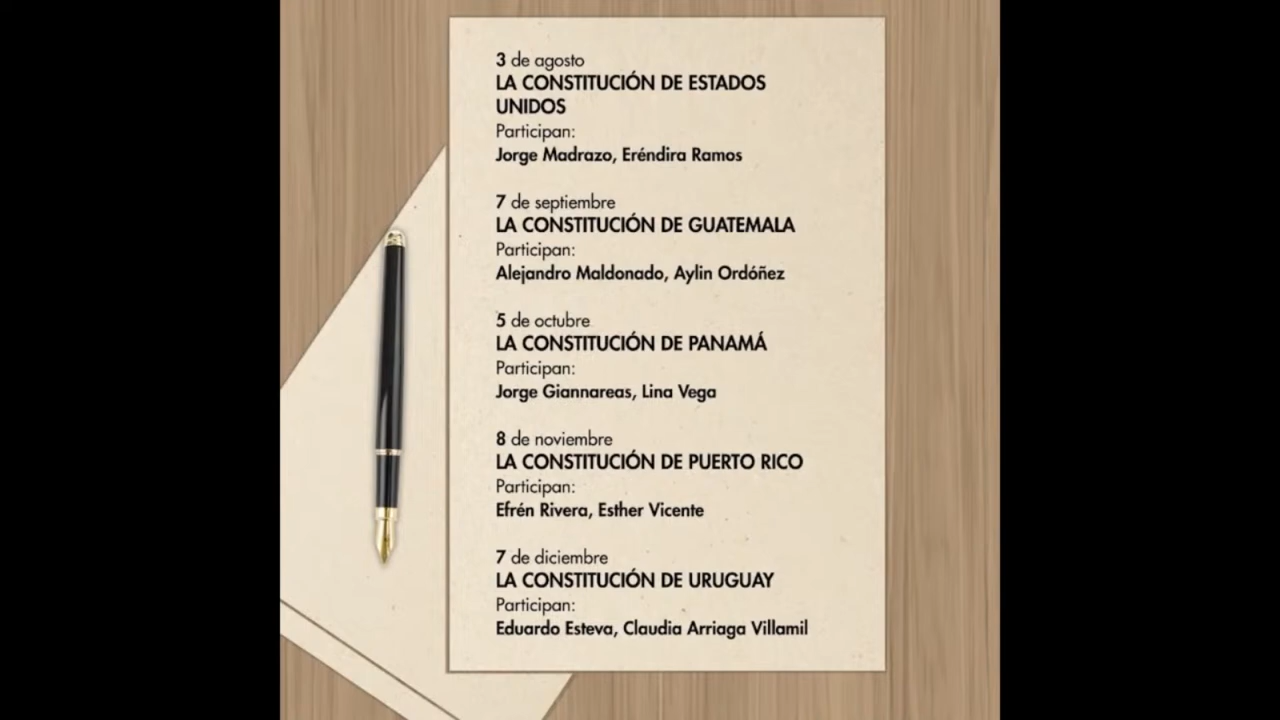 3 de agosto
LA CONSTITUCIÓN DE ESTADOS
UNIDOS
Participan:
Jorge Madrazo, Eréndira Ramos
7 de septiembre
LA CONSTITUCIÓN DE GUATEMALA
Participan:
Alejandro Maldonado, Aylin Ordóñez
5 de octubre
LA CONSTITUCIÓN DE PANAMÁ
Participan:
Jorge Giannareas, Lina Vega
8 de noviembre
LA CONSTITUCIÓN DE PUERTO RICO
Participan:
Efrén Rivera, Esther Vicente
7 de diciembre
LA CONSTITUCIÓN DE URUGUAY
Participan:
Eduardo Esteva, Claudia Arriaga Villamil